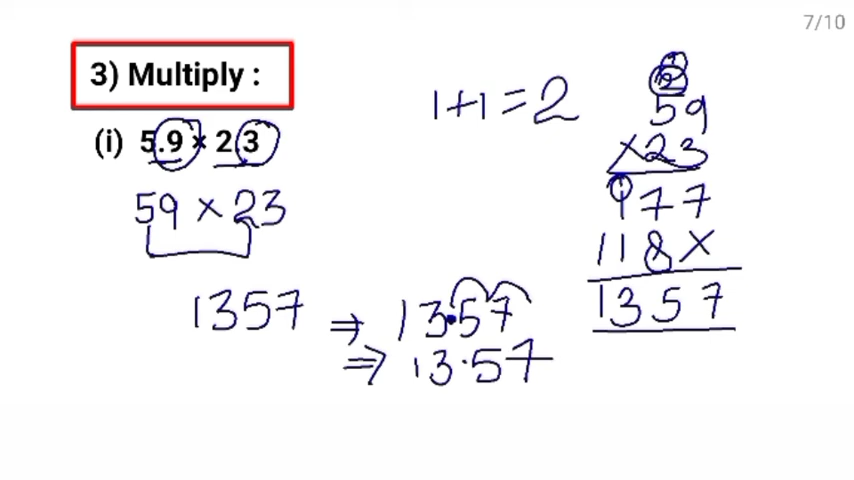 7/10
3) Multiply :
(i) 5.9 × 2.3
59 × 23
1357 ⇒ 13.57
⇒ 13.57
1+1=2
2
59
×23
177
118×
1357